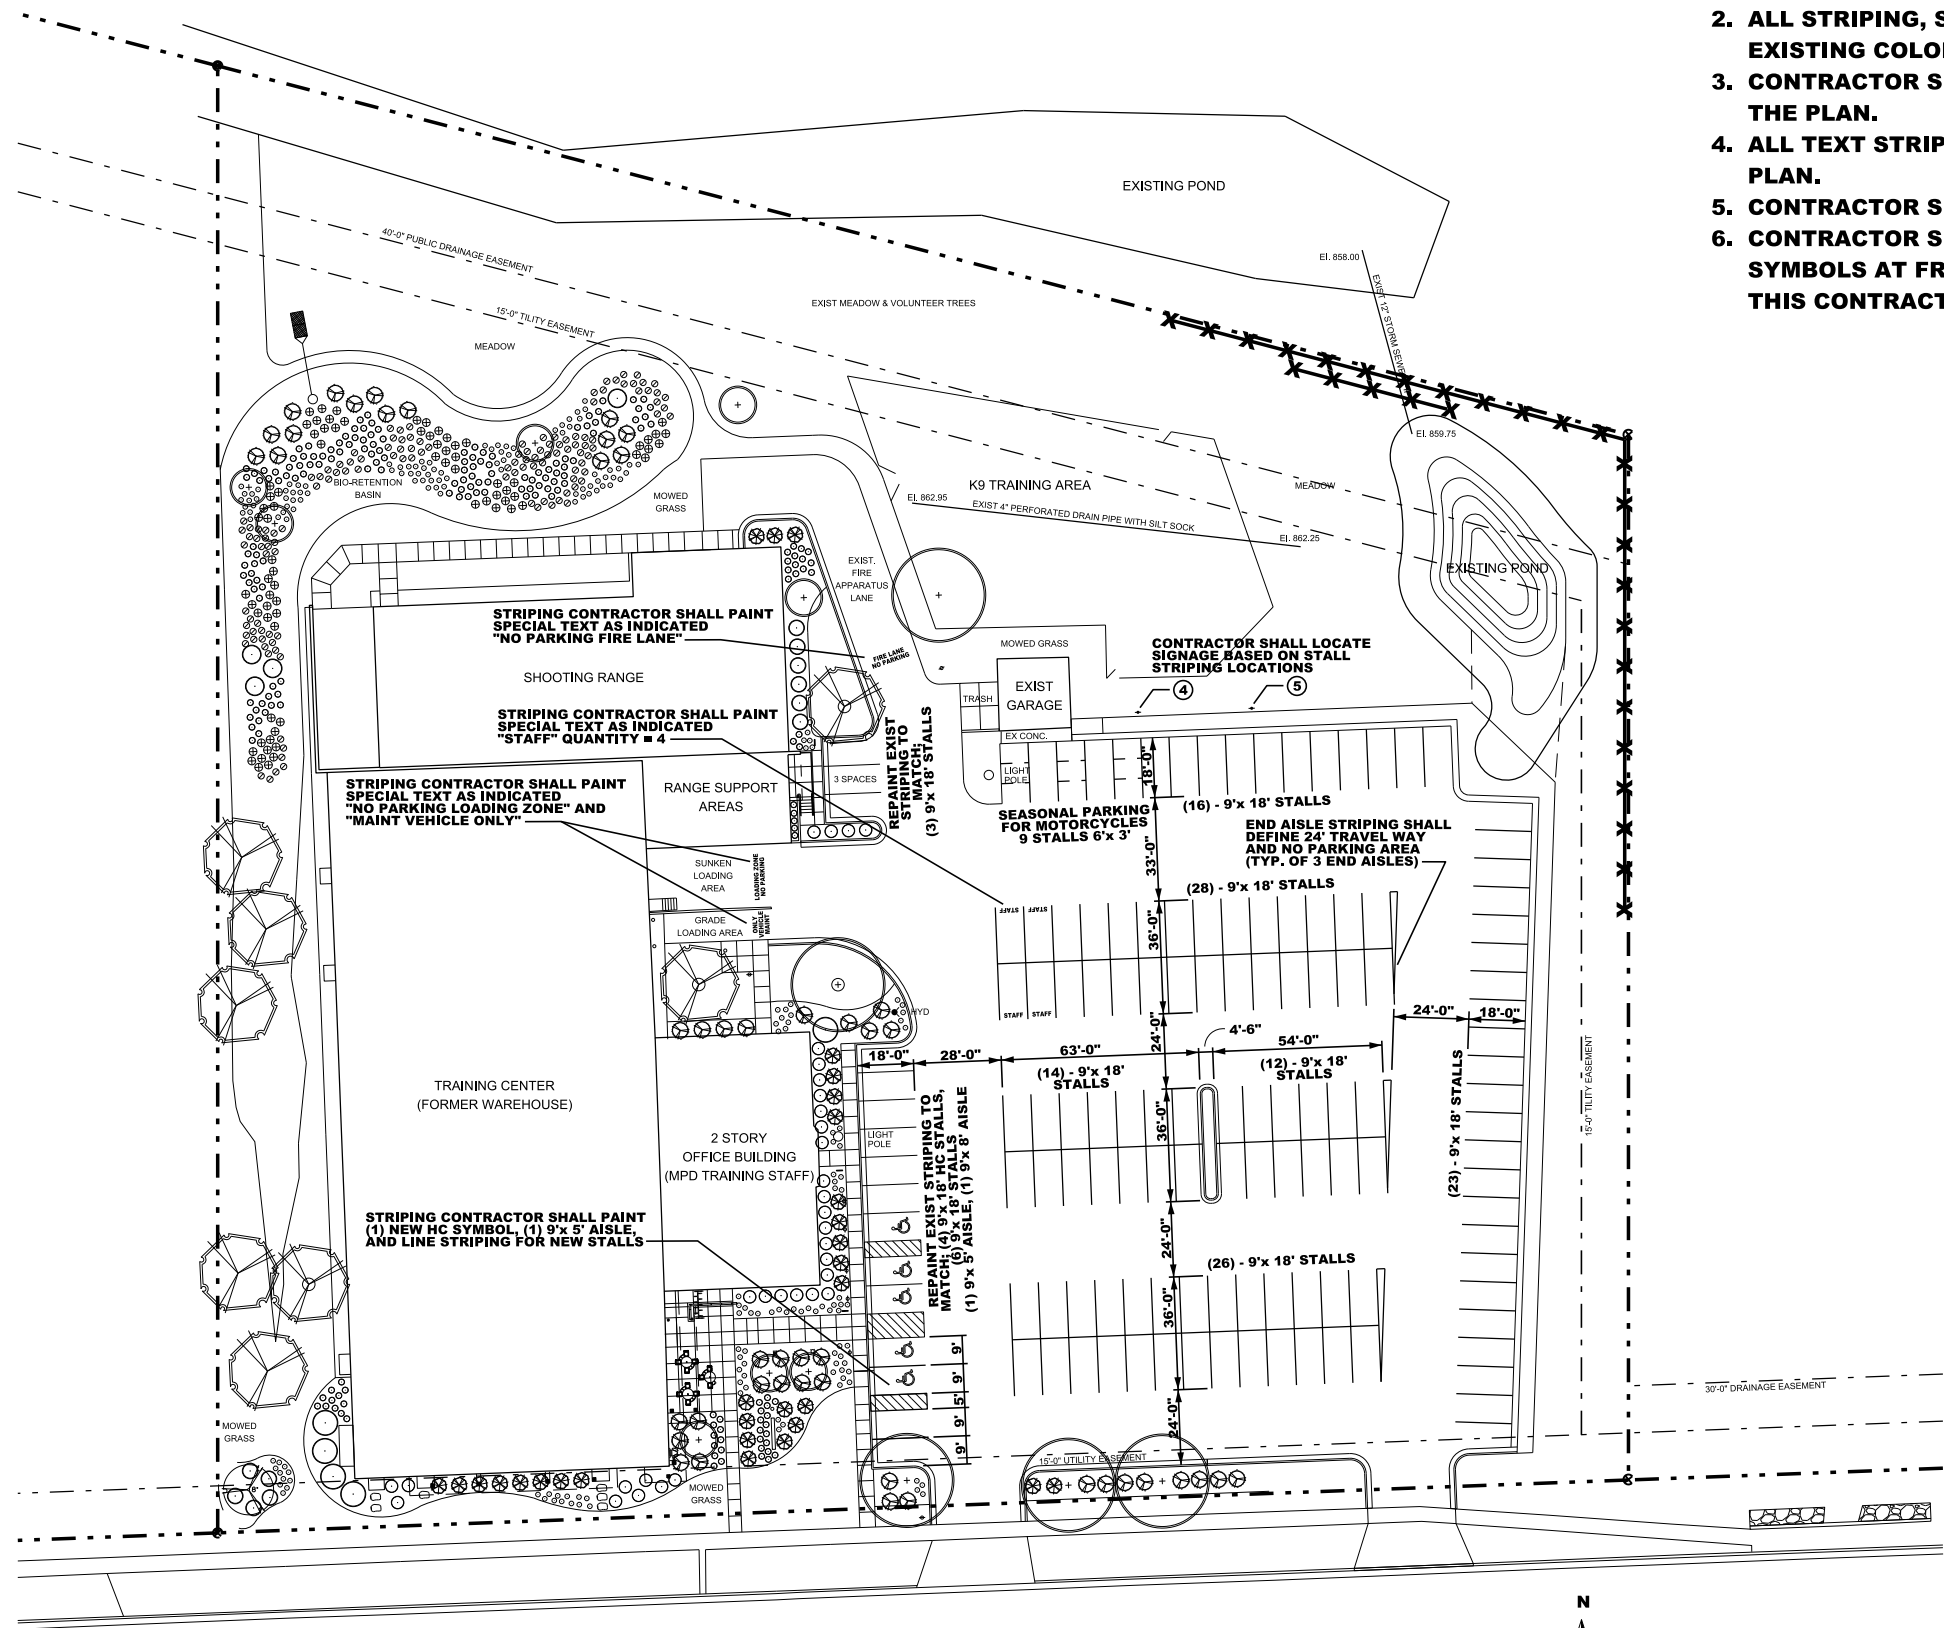 2. ALL STRIPING, S
EXISTING COLO
3. CONTRACTOR S
THE PLAN.
4. ALL TEXT STRIP
PLAN.
5. CONTRACTOR S
6. CONTRACTOR S
SYMBOLS AT FR
THIS CONTRACT
EXISTING POND
40'-0" PUBLIC DRAINAGE EASEMENT
15'-0" TILITY EASEMENT
EXIST MEADOW & VOLUNTEER TREES
MEADOW
El. 858.00
EXIST 12" STORM SEWE
El. 859.75
BIO-RETENTION
BASIN
MOWED
GRASS
K9 TRAINING AREA
MEADOW
El. 862.95
EXIST 4" PERFORATED DRAIN PIPE WITH SILT SOCK
El. 862.25
EXISTING POND
EXIST.
FIRE
APPARATUS
LANE
STRIPING CONTRACTOR SHALL PAINT
SPECIAL TEXT AS INDICATED
"NO PARKING FIRE LANE"
FIRE LANE
NO PARKING
MOWED GRASS
CONTRACTOR SHALL LOCATE
SIGNAGE BASED ON STALL
STRIPING LOCATIONS
4
5
SHOOTING RANGE
EXIST
GARAGE
TRASH
EX CONC.
STRIPING CONTRACTOR SHALL PAINT
SPECIAL TEXT AS INDICATED
"STAFF" QUANTITY = 4
REPAINT EXIST
STRIPING TO
MATCH;
(3) 9'x 18' STALLS
3 SPACES
LIGHT
POLE
18'-0"
STRIPING CONTRACTOR SHALL PAINT
SPECIAL TEXT AS INDICATED
"NO PARKING LOADING ZONE" AND
"MAINT VEHICLE ONLY"
RANGE SUPPORT
AREAS
SEASONAL PARKING
FOR MOTORCYCLES
9 STALLS 6'x 3'
(16) - 9'x 18' STALLS
END AISLE STRIPING SHALL
DEFINE 24' TRAVEL WAY
AND NO PARKING AREA
(TYP. OF 3 END AISLES)
33'-0"
SUNKEN
LOADING
AREA
LOADING ZONE
NO PARKING
(28) - 9'x 18' STALLS
GRADE
LOADING AREA
ONLY
VEHICLE
MAINT
STAFF STAFF
36'-0"
HYD
STAFF STAFF
24'-0"
24'-0" 18'-0"
18'-0" 28'-0" 63'-0" 4'-6" 54'-0"
(14) - 9'x 18'
STALLS
(12) - 9'x 18'
STALLS
(23) - 9'x 18' STALLS
15'-0" TILITY EASEMENT
TRAINING CENTER
(FORMER WAREHOUSE)
2 STORY
OFFICE BUILDING
(MPD TRAINING STAFF)
LIGHT
POLE
REPAINT EXIST STRIPING TO
MATCH; (4) 9'x 18' HC STALLS,
(6) 9'x 18' STALLS
(1) 9'x 5' AISLE, (1) 9'x 8' AISLE
36'-0"
STRIPING CONTRACTOR SHALL PAINT
(1) NEW HC SYMBOL, (1) 9'x 5' AISLE,
AND LINE STRIPING FOR NEW STALLS
24'-0"
(26) - 9'x 18' STALLS
36'-0"
9'
9'
5'
9'
9'
24'-0"
30'-0" DRAINAGE EASEMENT
MOWED
GRASS
15'-0" UTILITY EASEMENT
MOWED
GRASS
N